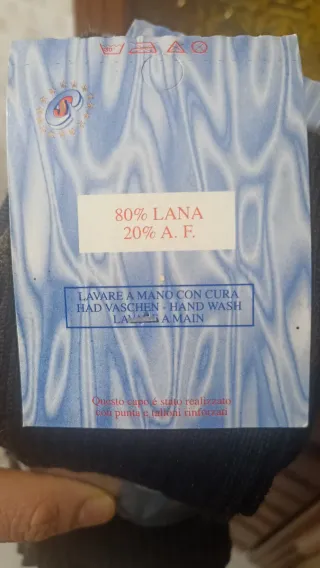 80% LANA
20% A. F.
LAVARE A MANO CON CURA
HAD VASCHEN - HAND WASH
A MAIN
Questo capo è stato realizzato
con punta e talloni rinforzati